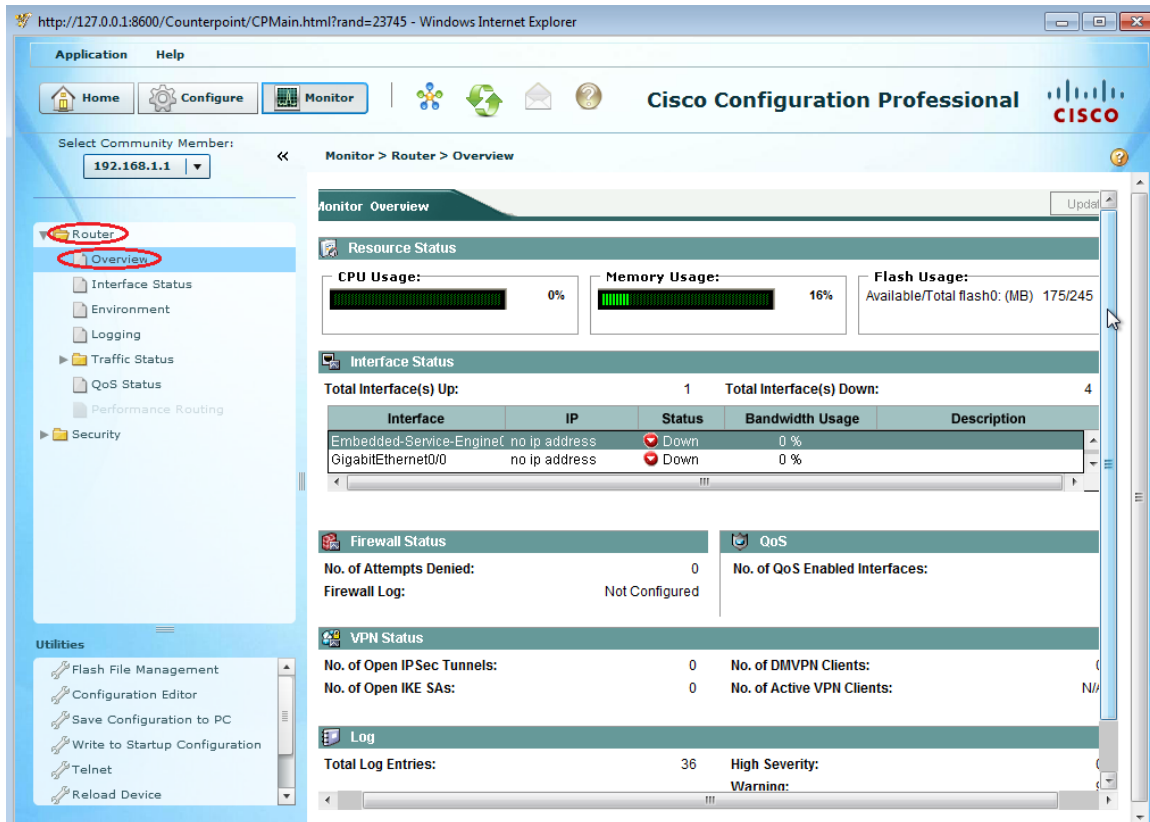 http://127.0.0.1:8600/Counterpoint/CPMain.html?rand=23745 - Windows Internet Explorer
Application Help
Home Configure Monitor Cisco Configuration Professional CISCO
Select Community Member:
192.168.1.1
Monitor > Router > Overview
Router
Overview
Interface Status
Environment
Logging
Traffic Status
QoS Status
Performance Routing
Security
Utilities
Flash File Management
Configuration Editor
Save Configuration to PC
Write to Startup Configuration
Telnet
Reload Device
Monitor Overview
Updat
Resource Status
CPU Usage: 0%
Memory Usage: 16%
Flash Usage:
Available/Total flash0: (MB) 175/245
Interface Status
Total Interface(s) Up: 1 Total Interface(s) Down: 4
Interface IP Status Bandwidth Usage Description
Embedded-Service-Engine( no ip address Down 0 %
GigabitEthernet0/0 no ip address Down 0 %
Firewall Status
No. of Attempts Denied: 0
Firewall Log: Not Configured
QoS
No. of QoS Enabled Interfaces:
VPN Status
No. of Open IPSec Tunnels: 0 No. of DMVPN Clients:
No. of Open IKE SAs: 0 No. of Active VPN Clients: N/
Log
Total Log Entries: 36 High Severity:
Warning: